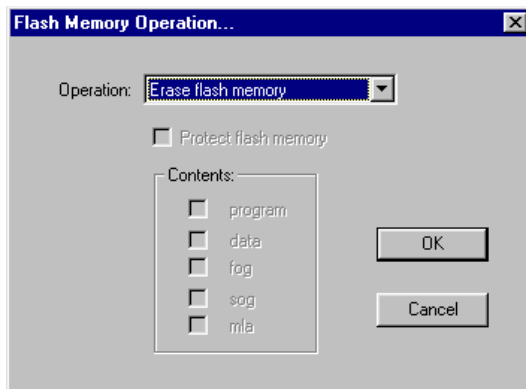 Flash Memory Operation...
Operation: Erase flash memory
Protect flash memory
Contents:
program
data
fog
sog
mla
OK
Cancel